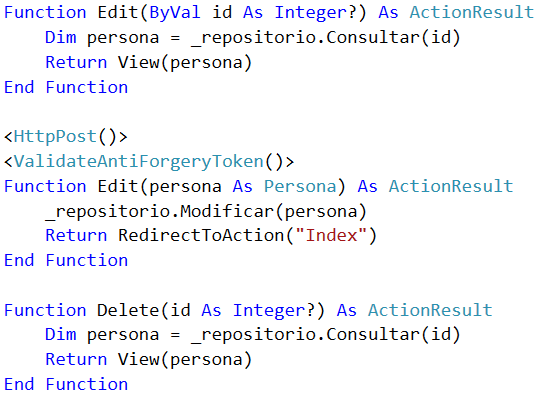 Function Edit(ByVal id As Integer?) As ActionResult
    Dim persona = _repositorio.Consultar(id)
    Return View(persona)
End Function

<HttpPost()>
<ValidateAntiForgeryToken()>
Function Edit(persona As Persona) As ActionResult
    _repositorio.Modificar(persona)
    Return RedirectToAction("Index")
End Function

Function Delete(id As Integer?) As ActionResult
    Dim persona = _repositorio.Consultar(id)
    Return View(persona)
End Function